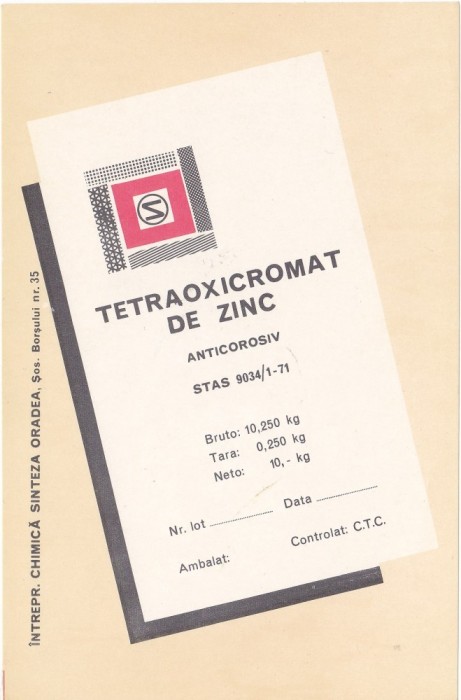 TETRAOXICROMAT
DE ZINC
ANTICOROSIV
STAS 9034/1-71
Bruto: 10,250 kg
Tara: 0,250 kg
Neto: 10,- kg
Nr. lot Data
Ambalat: Controlat: C.T.C.
ÎNTREPR. CHIMICĂ SINTEZA ORADEA, Șos. Borșului nr. 35